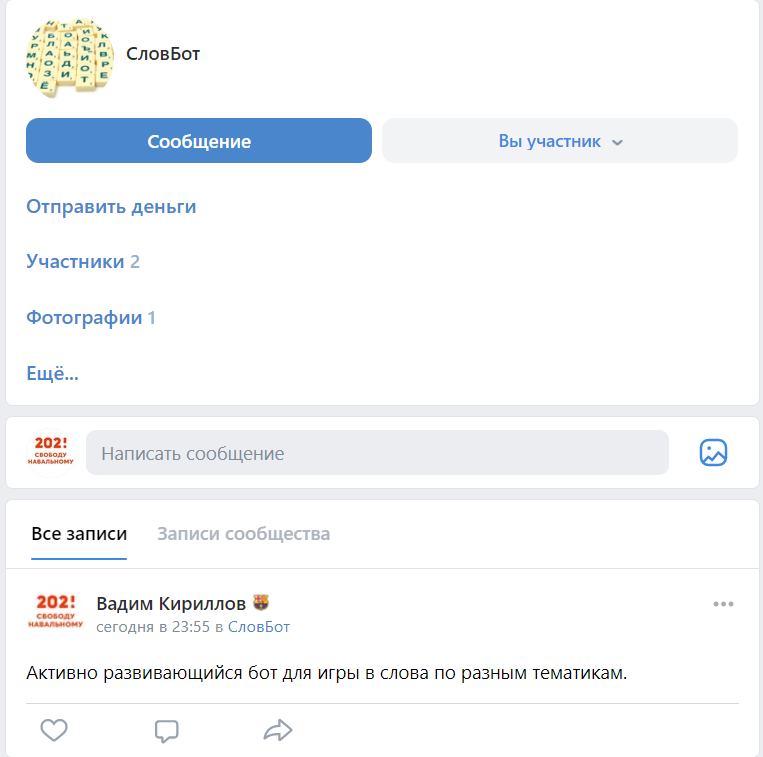 СловБот
Сообщение
Вы участник
Отправить деньги
Участники 2
Фотографии 1
Ещё...
202!
СВОБОДУ
НАВАЛЬНОМУ
Написать сообщение
Все записи Записи сообщества
202!
СВОБОДУ
НАВАЛЬНОМУ
Вадим Кириллов
сегодня в 23:55 в СловБот
Активно развивающийся бот для игры в слова по разным тематикам.